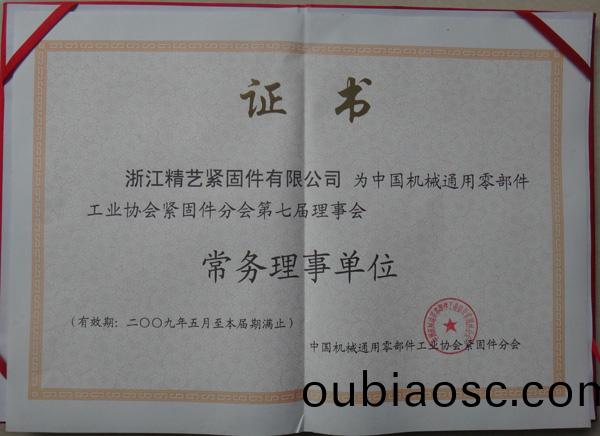 证 书
浙江精艺紧固件有限公司 为中国机械通用零部件
工业协会紧固件分会第七届理事会
常务理事单位
(有效期：二〇〇九年五月至本届期满止)
中国机械通用零部件工业协会紧固件分会
oubiaosc.com